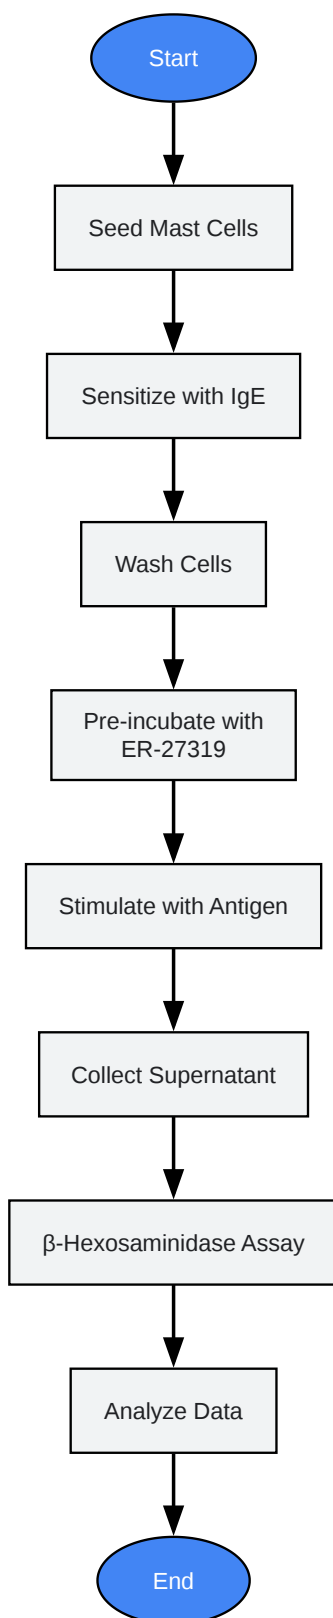 Start
Seed Mast Cells
Sensitize with IgE
Wash Cells
Pre-incubate with
ER-27319
Stimulate with Antigen
Collect Supernatant
β-Hexosaminidase Assay
Analyze Data
End